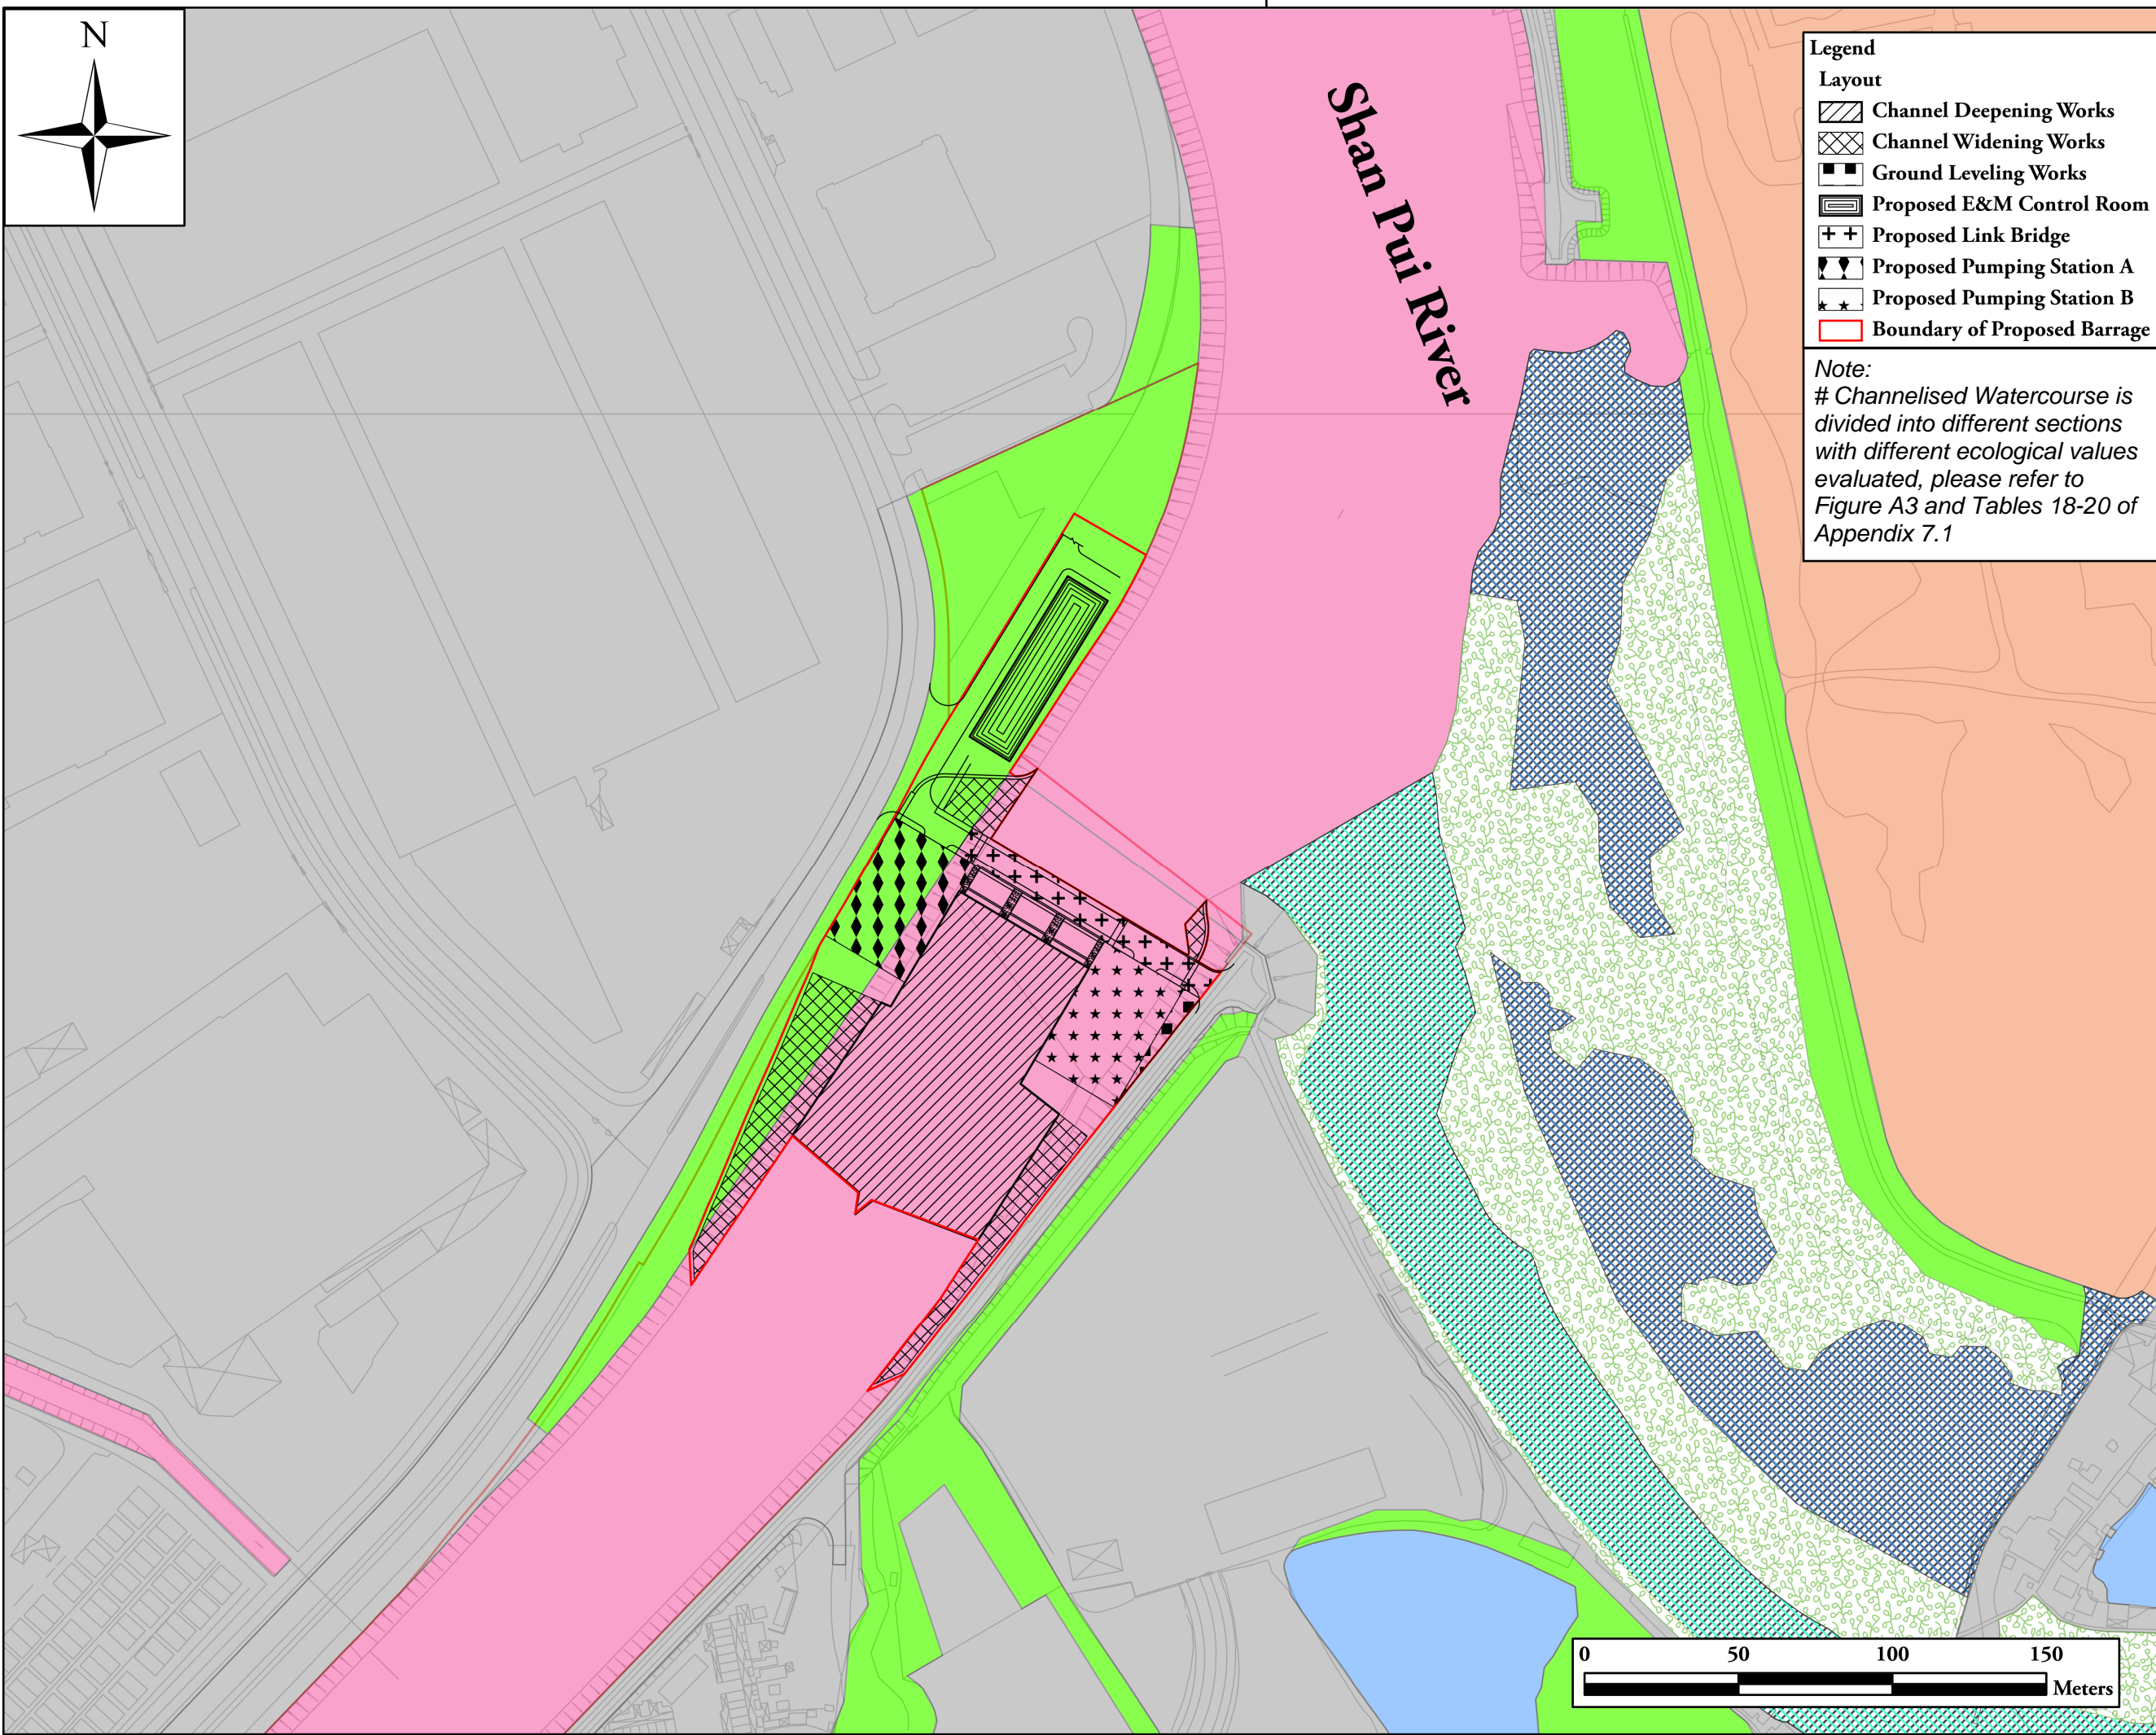 N
Shan Pui River
Legend
Layout
Channel Deepening Works
Channel Widening Works
Ground Leveling Works
Proposed E&M Control Room
Proposed Link Bridge
Proposed Pumping Station A
Proposed Pumping Station B
Boundary of Proposed Barrage
Note:
# Channelised Watercourse is
divided into different sections
with different ecological values
evaluated, please refer to
Figure A3 and Tables 18-20 of
Appendix 7.1
0 50 100 150
Meters